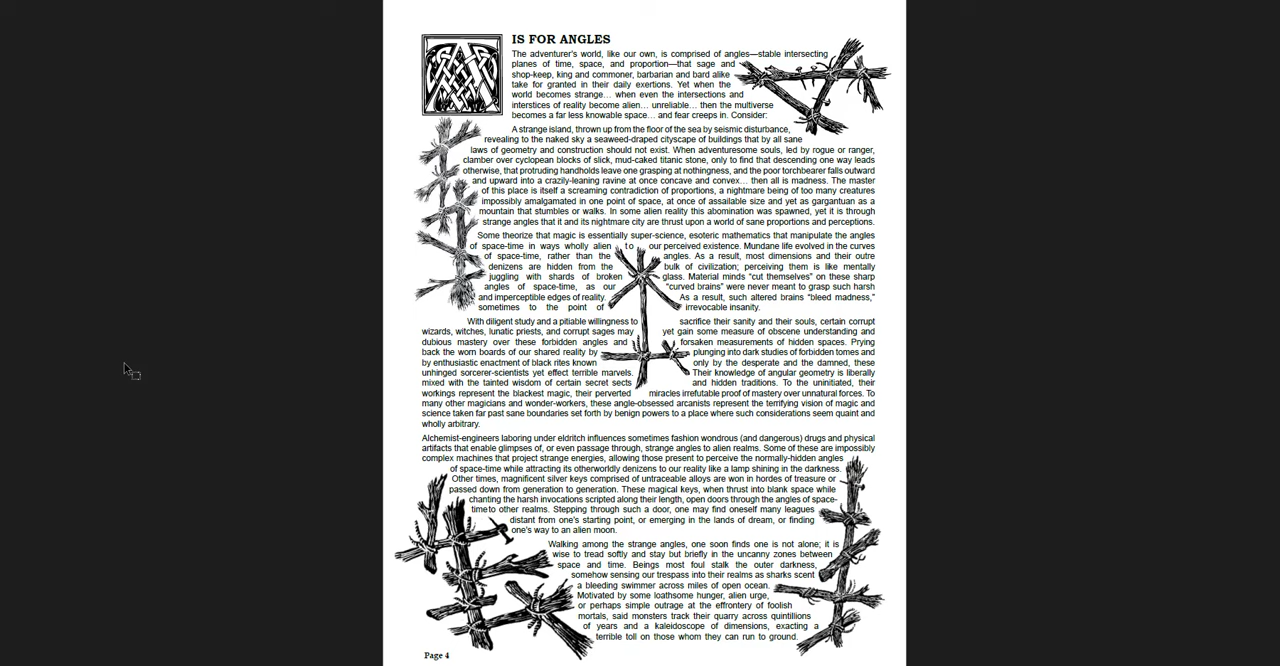 A IS FOR ANGLES
The adventurer's world, like our own, is comprised of angles—stable intersecting
planes of time, space, and proportion—that sage and
shop-keep, king and commoner, barbarian and bard alike
take for granted in their daily exertions. Yet when the
world becomes strange… when even the intersections and
interstices of reality become alien… unreliable… then the multiverse
becomes a far less knowable space… and fear creeps in. Consider:
A strange island, thrown up from the floor of the sea by seismic disturbance,
revealing to the naked sky a seaweed-draped cityscape of buildings that by all sane
laws of geometry and construction should not exist. When adventuresome souls, led by rogue or ranger,
clamber over cyclopean blocks of slick, mud-caked titanic stone, only to find that descending one way leads
otherwise, that protruding handholds leave one grasping at nothingness, and the poor torchbearer falls outward
and upward into a crazily-leaning ravine at once concave and convex… then all is madness. The master
of this place is itself a screaming contradiction of proportions, a nightmare being of too many creatures
impossibly amalgamated in one point of space, at once of assailable size and yet as gargantuan as a
mountain that stumbles or walks. In some alien reality this abomination was spawned, yet it is through
strange angles that it and its nightmare city are thrust upon a world of sane proportions and perceptions.
Some theorize that magic is essentially super-science, esoteric mathematics that manipulate the angles
of space-time in ways wholly alien to our perceived existence. Mundane life evolved in the curves
of space-time, rather than the angles. As a result, most dimensions and their outre
denizens are hidden from the bulk of civilization; perceiving them is like mentally
juggling with shards of broken glass. Material minds “cut themselves” on these sharp
angles of space-time, as our “curved brains” were never meant to grasp such harsh
and imperceptible edges of reality. As a result, such altered brains “bleed madness,”
sometimes to the point of irrevocable insanity.
With diligent study and a pitiable willingness to sacrifice their sanity and their souls, certain corrupt
wizards, witches, lunatic priests, and corrupt sages may yet gain some measure of obscene understanding and
dubious mastery over these forbidden angles and forsaken measurements of hidden spaces. Prying
back the worn boards of our shared reality by plunging into dark studies of forbidden tomes and
by enthusiastic enactment of black rites known only by the desperate and the damned, these
unhinged sorcerer-scientists yet effect terrible marvels. Their knowledge of angular geometry is liberally
mixed with the tainted wisdom of certain secret sects and hidden traditions. To the uninitiated, their
workings represent the blackest magic, their perverted miracles irrefutable proof of mastery over unnatural forces. To
many other magicians and wonder-workers, these angle-obsessed arcanists represent the terrifying vision of magic and
science taken far past sane boundaries set forth by benign powers to a place where such considerations seem quaint and
wholly arbitrary.
Alchemist-engineers laboring under eldritch influences sometimes fashion wondrous (and dangerous) drugs and physical
artifacts that enable glimpses of, or even passage through, strange angles to alien realms. Some of these are impossibly
complex machines that project strange energies, allowing those present to perceive the normally-hidden angles
of space-time while attracting its otherworldly denizens to our reality like a lamp shining in the darkness.
Other times, magnificent silver keys comprised of untraceable alloys are won in hordes of treasure or
passed down from generation to generation. These magical keys, when thrust into blank space while
chanting the harsh invocations scripted along their length, open doors through the angles of space-
time to other realms. Stepping through such a door, one may find oneself many leagues
distant from one's starting point, or emerging in the lands of dream, or finding
one's way to an alien moon.
Walking among the strange angles, one soon finds one is not alone; it is
wise to tread softly and stay but briefly in the uncanny zones between
space and time. Beings most foul stalk the outer darkness,
somehow sensing our trespass into their realms as sharks scent
a bleeding swimmer across miles of open ocean.
Motivated by some loathsome hunger, alien urge,
or perhaps simple outrage at the effrontery of foolish
mortals, said monsters track their quarry across quintillions
of years and a kaleidoscope of dimensions, exacting a
terrible toll on those whom they can run to ground.
Page 4